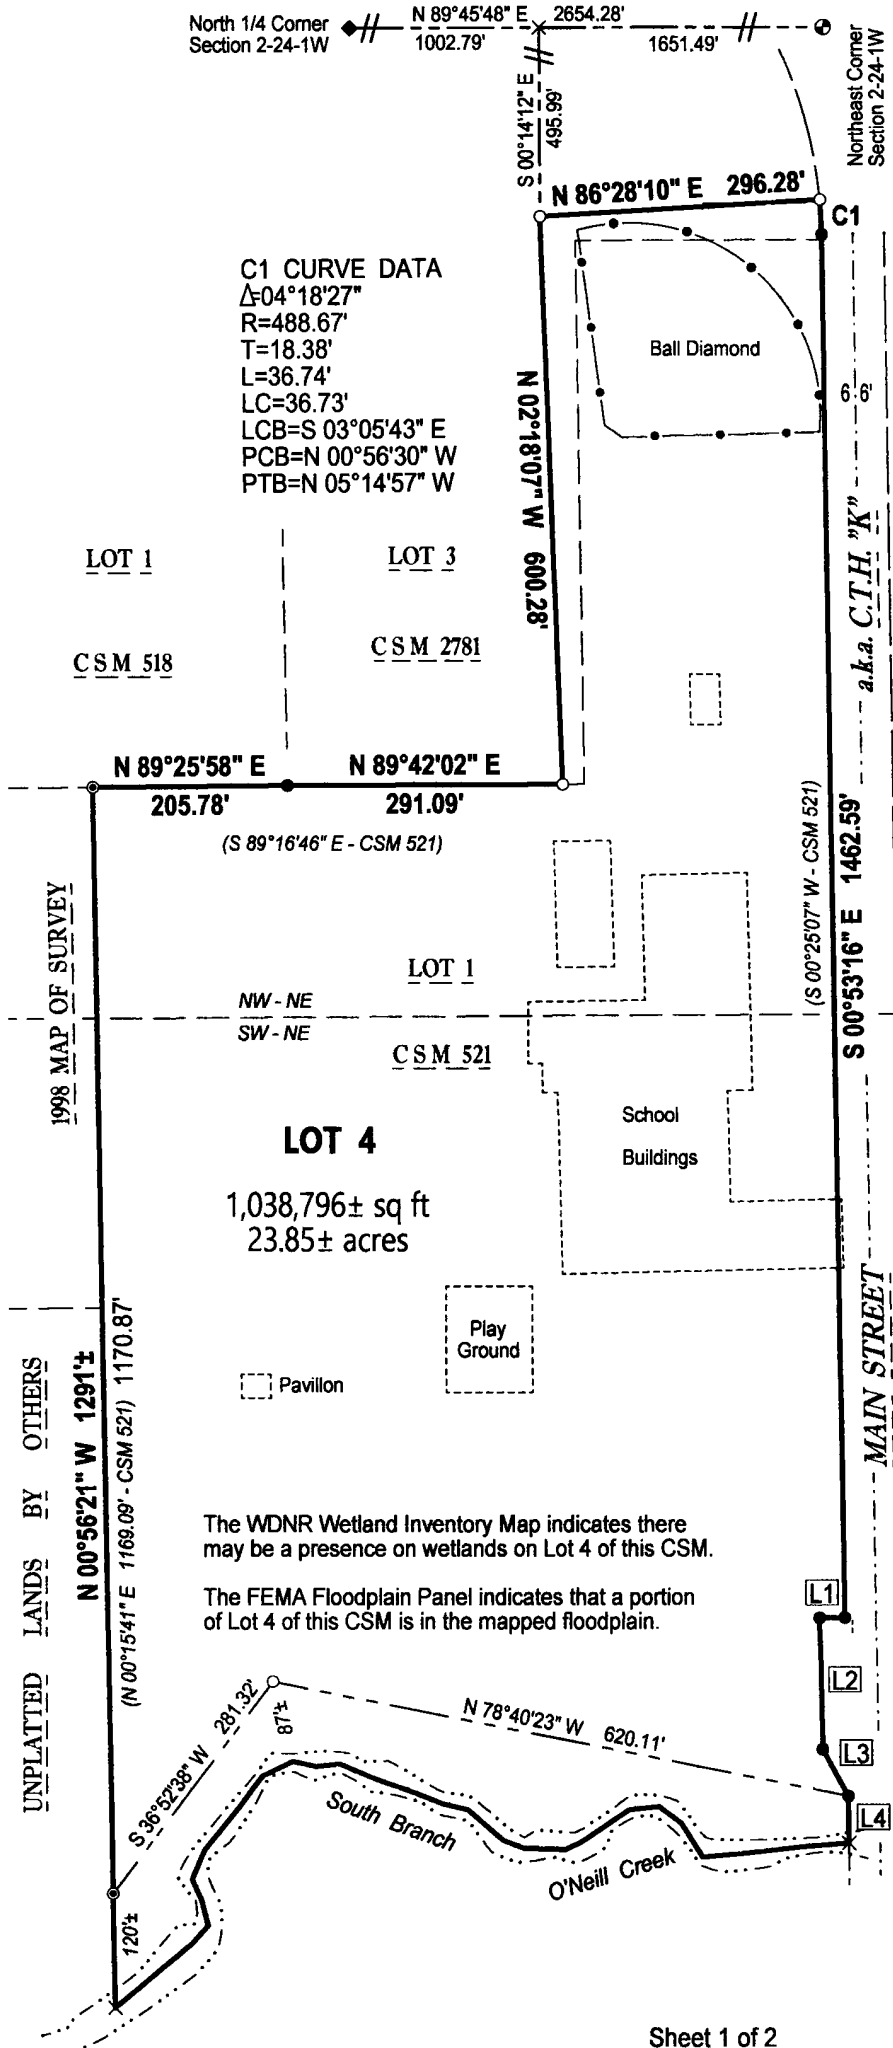 North 1/4 Corner
Section 2-24-1W
N 89°45'48" E 2654.28'
1002.79' 1651.49'
Northeast Corner
Section 2-24-1W
S 00°14'12" E
495.99'
N 86°28'10" E 296.28'
C1
C1 CURVE DATA
Δ=04°18'27"
R=488.67'
T=18.38'
L=36.74'
LC=36.73'
LCB=S 03°05'43" E
PCB=N 00°56'30" W
PTB=N 05°14'57" W
Ball Diamond
66'
N 02°18'07" W 600.28'
a.k.a. C.T.H. "K"
LOT 1
LOT 3
CSM 518
CSM 2781
N 89°25'58" E
N 89°42'02" E
205.78'
291.09'
(S 89°16'46" E - CSM 521)
(S 00°25'07" W - CSM 521)
S 00°53'16" E 1462.59'
1998 MAP OF SURVEY
LOT 1
NW - NE
SW - NE
CSM 521
School
Buildings
LOT 4
1,038,796± sq ft
23.85± acres
Play
Ground
Pavillon
MAIN STREET
UNPLATTED LANDS BY OTHERS
N 00°56'21" W 1291'±
(N 00°15'41" E 1169.09' - CSM 521) 1170.87'
The WDNR Wetland Inventory Map indicates there
may be a presence on wetlands on Lot 4 of this CSM.
The FEMA Floodplain Panel indicates that a portion
of Lot 4 of this CSM is in the mapped floodplain.
L1
L2
L3
L4
S 36°52'38" W 281.32'
87'±
N 78°40'23" W 620.11'
South Branch
O'Neill Creek
120'±
Sheet 1 of 2